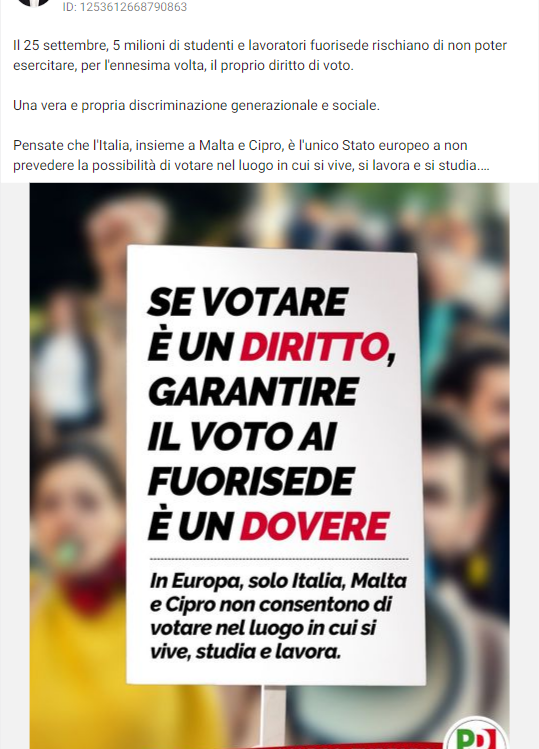 ID: 1253612668790863
Il 25 settembre, 5 milioni di studenti e lavoratori fuorisede rischiano di non poter
esercitare, per l'ennesima volta, il proprio diritto di voto.
Una vera e propria discriminazione generazionale e sociale.
Pensate che l'Italia, insieme a Malta e Cipro, è l'unico Stato europeo a non
prevedere la possibilità di votare nel luogo in cui si vive, si lavora e si studia....
SE VOTARE
È UN DIRITTO,
GARANTIRE
IL VOTO AI
FUORISEDE
È UN DOVERE
In Europa, solo Italia, Malta
e Cipro non consentono di
votare nel luogo in cui si
vive, studia e lavora.
PD